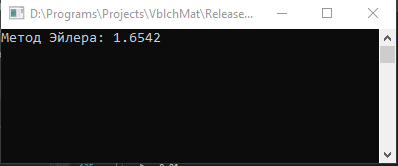 D:\Programs\Projects\VblchMat\Release...
Метод Эйлера: 1.6542